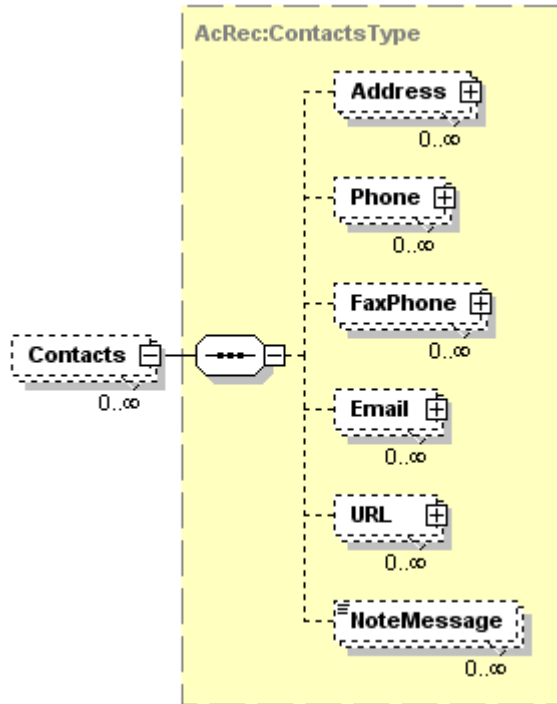 AcRec:ContactsType
Address
0..∞
Phone
0..∞
FaxPhone
0..∞
Contacts
0..∞
Email
0..∞
URL
0..∞
NoteMessage
0..∞